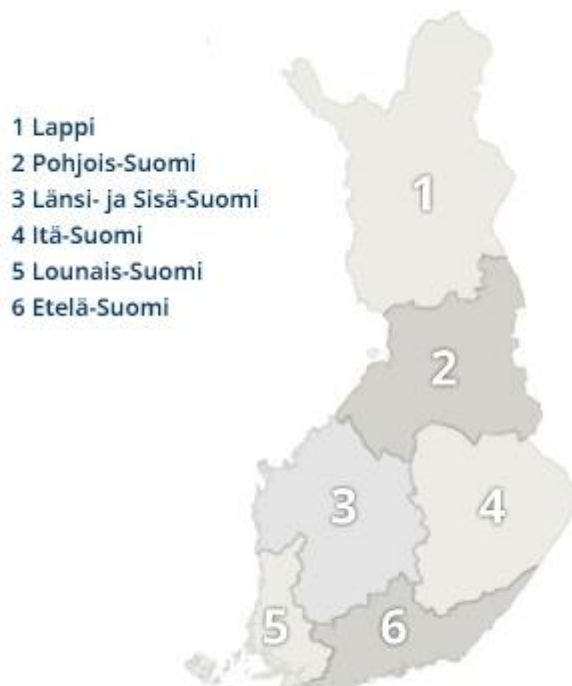 1 Lappi
2 Pohjois-Suomi
3 Länsi- ja Sisä-Suomi
4 Itä-Suomi
5 Lounais-Suomi
6 Etelä-Suomi
1
2
3
4
5
6